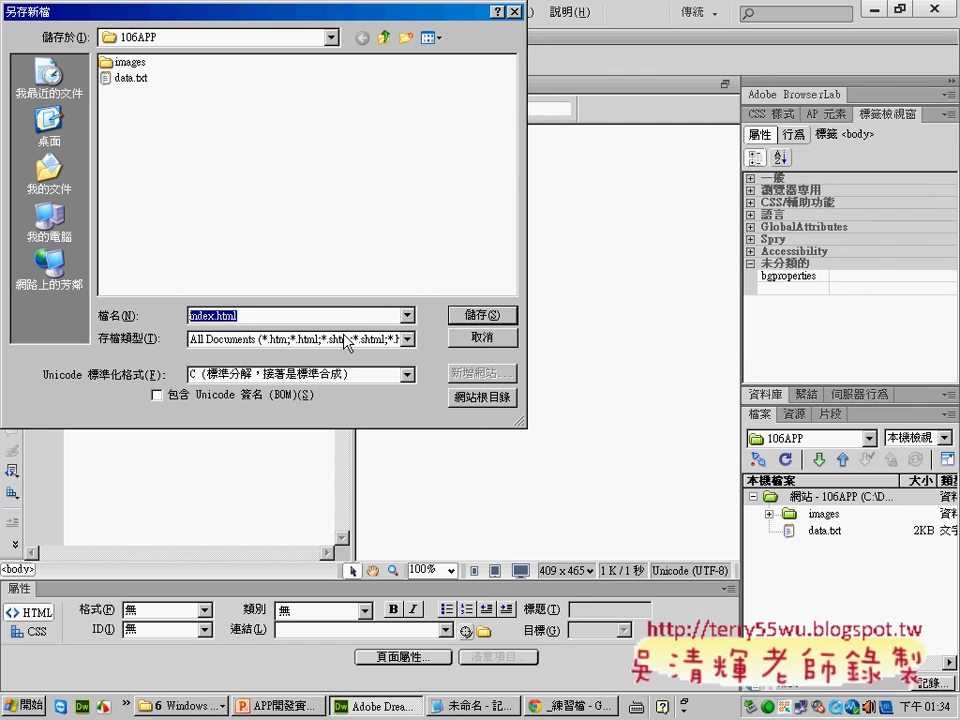 另存新檔
說明(H)
傳統
儲存於(I):
106APP
images
data.txt
我最近的文件
桌面
我的文件
我的電腦
網路上的芳鄰
檔名(N):
index.html
儲存(S)
存檔類型(T):
All Documents (*.htm;*.html;*.shtm;*.shtml;*.h
取消
Unicode 標準化格式(F):
C (標準分解，接著是標準合成)
新增網站...
包含 Unicode 簽名 (BOM)(S)
網站根目錄
Adobe BrowserLab
CSS 樣式
AP 元素
標籤檢視窗
屬性
行爲
標籤 <body>
一般
瀏覽器專用
CSS/輔助功能
語言
GlobalAttributes
Spry
Accessibility
未分類的
bgproperties
資料庫
繫結
伺服器行爲
檔案
資源
片段
106APP
本機檢視
本機檔案
大小
類型
網站 - 106APP (C:\D...
資料
images
資料
data.txt
2KB
文字
<body>
100%
409 x 465
1 K / 1 秒
Unicode (UTF-8)
屬性
HTML
格式(F)
無
類別
無
B
I
標題(T)
CSS
ID(I)
無
連結(L)
目標(G)
頁面屬性...
清單項目...
http://terry55wu.blogspot.tw
吳清輝老師錄製
記錄...
開始
6 Windows ...
APP開發實...
Adobe Drea...
未命名 - 記...
_練習檔 - G...
下午 01:34